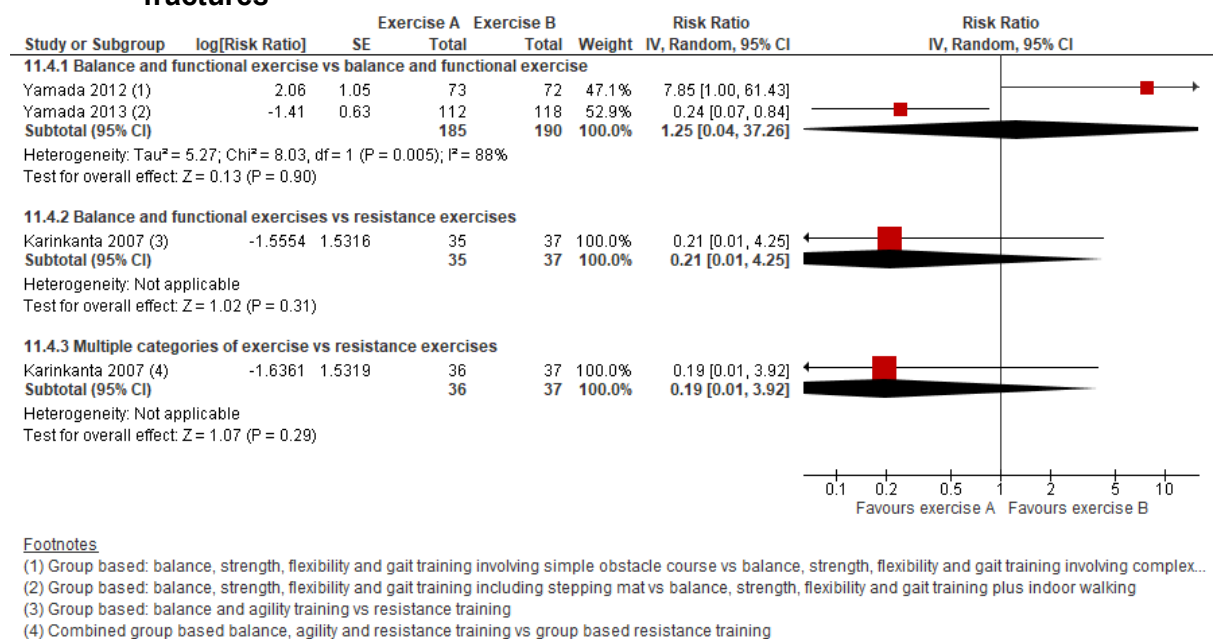 fractures
Exercise A Exercise B Risk Ratio Risk Ratio
Study or Subgroup log[Risk Ratio] SE Total Total Weight IV, Random, 95% CI IV, Random, 95% CI
11.4.1 Balance and functional exercise vs balance and functional exercise
Yamada 2012 (1) 2.06 1.05 73 72 47.1% 7.85 [1.00, 61.43]
Yamada 2013 (2) -1.41 0.63 112 118 52.9% 0.24 [0.07, 0.84]
Subtotal (95% CI) 185 190 100.0% 1.25 [0.04, 37.26]
Heterogeneity: Tau² = 5.27; Chi² = 8.03, df = 1 (P = 0.005); I² = 88%
Test for overall effect: Z = 0.13 (P = 0.90)
11.4.2 Balance and functional exercises vs resistance exercises
Karinkanta 2007 (3) -1.5554 1.5316 35 37 100.0% 0.21 [0.01, 4.25]
Subtotal (95% CI) 35 37 100.0% 0.21 [0.01, 4.25]
Heterogeneity: Not applicable
Test for overall effect: Z = 1.02 (P = 0.31)
11.4.3 Multiple categories of exercise vs resistance exercises
Karinkanta 2007 (4) -1.6361 1.5319 36 37 100.0% 0.19 [0.01, 3.92]
Subtotal (95% CI) 36 37 100.0% 0.19 [0.01, 3.92]
Heterogeneity: Not applicable
Test for overall effect: Z = 1.07 (P = 0.29)
0.1 0.2 0.5 1 2 5 10
Favours exercise A Favours exercise B
Footnotes
(1) Group based: balance, strength, flexibility and gait training involving simple obstacle course vs balance, strength, flexibility and gait training involving complex...
(2) Group based: balance, strength, flexibility and gait training including stepping mat vs balance, strength, flexibility and gait training plus indoor walking
(3) Group based: balance and agility training vs resistance training
(4) Combined group based balance, agility and resistance training vs group based resistance training